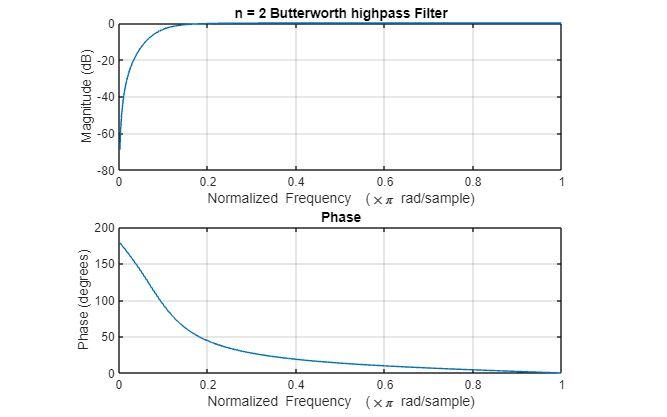 n = 2 Butterworth highpass Filter
0
-20
-40
-60
-80
Magnitude (dB)
0 0.2 0.4 0.6 0.8 1
Normalized Frequency (×π rad/sample)
Phase
200
150
100
50
0
Phase (degrees)
0 0.2 0.4 0.6 0.8 1
Normalized Frequency (×π rad/sample)